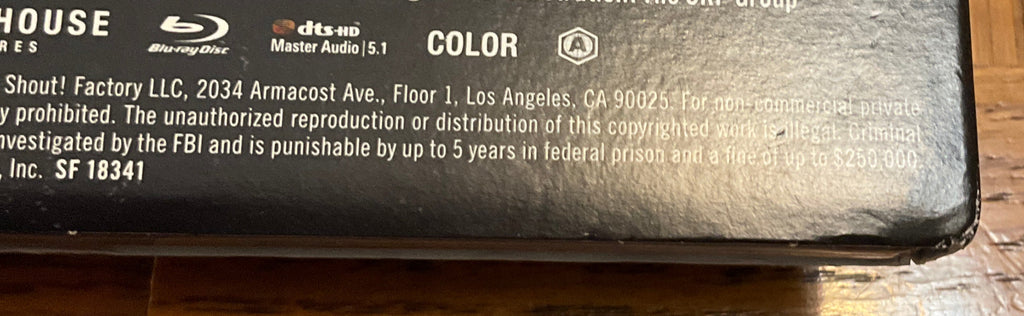 HOUSE
RES
Blu-ray Disc
dts-HD
Master Audio | 5.1
COLOR
A
Shout! Factory LLC, 2034 Armacost Ave., Floor 1, Los Angeles, CA 90025. For non-commercial private
y prohibited. The unauthorized reproduction or distribution of this copyrighted work is illegal. Criminal
nvestigated by the FBI and is punishable by up to 5 years in federal prison and a fine of up to $250,000.
, Inc. SF 18341